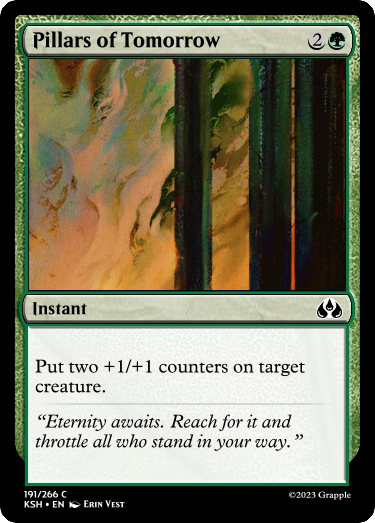 Pillars of Tomorrow 2
Instant
Put two +1/+1 counters on target
creature.
“Eternity awaits. Reach for it and
throttle all who stand in your way.”
191/266 C
KSH • EN Erin Vest
©2023 Grapple